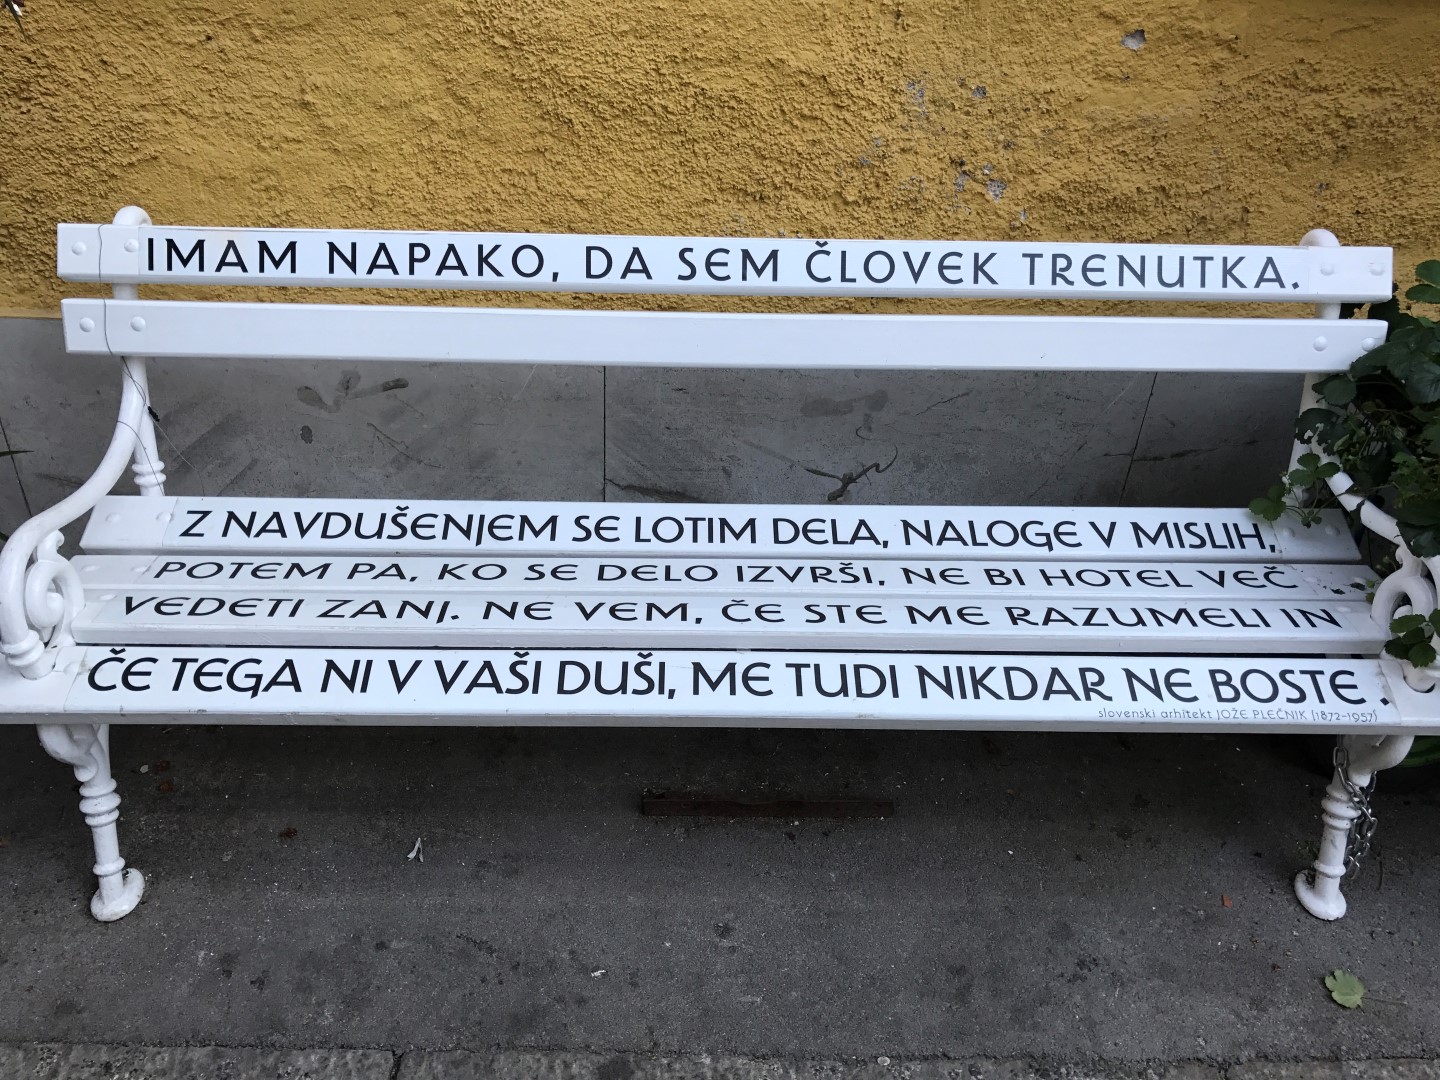 IMAM NAPAKO, DA SEM ČLOVEK TRENUTKA.
Z NAVDUŠENJEM SE LOTIM DELA, NALOGE V MISLIH,
POTEM PA, KO SE DELO IZVRŠI, NE BI HOTEL VEČ
VEDETI ZANJ. NE VEM, ČE STE ME RAZUMELI IN
ČE TEGA NI V VAŠI DUŠI, ME TUDI NIKDAR NE BOSTE.
slovenski arhitekt JOŽE PLEČNIK (1872-1957)